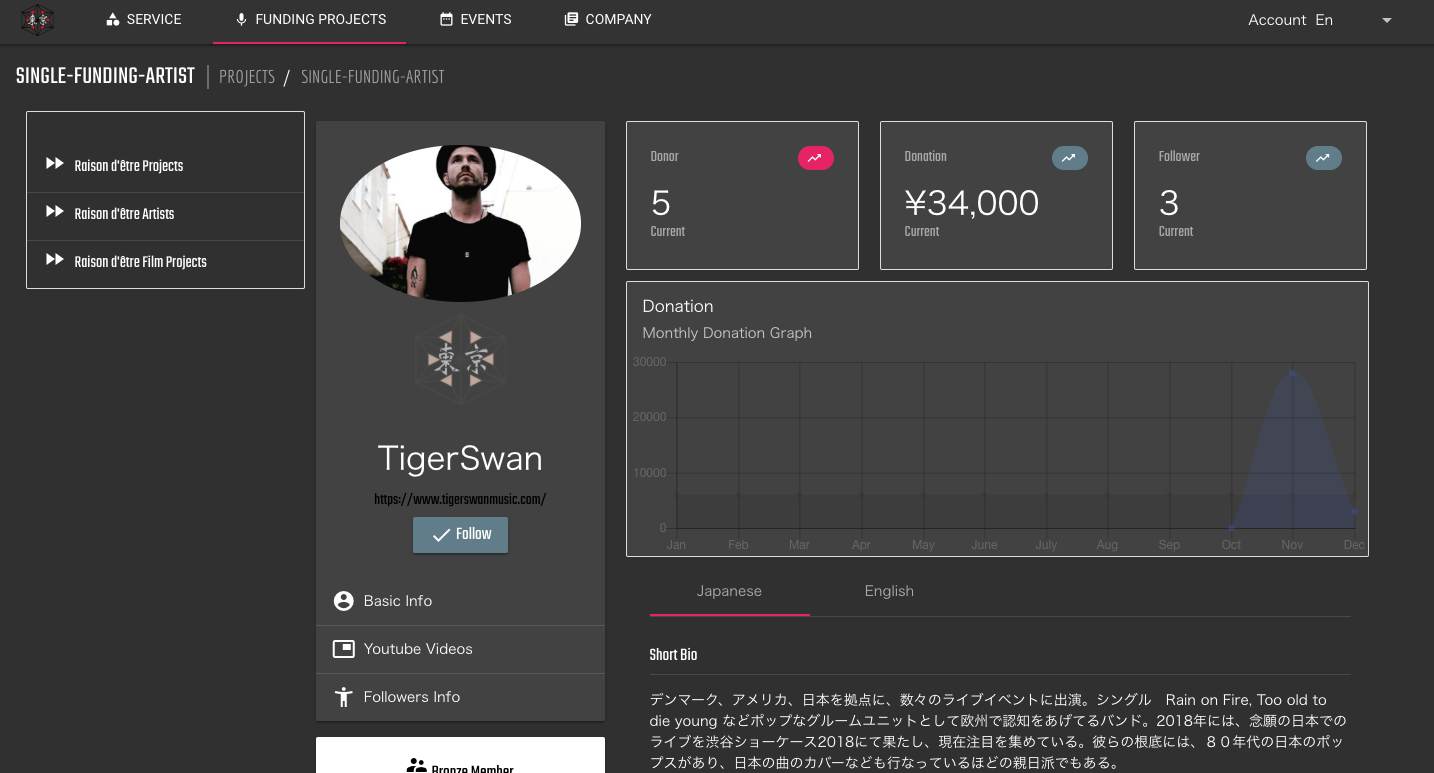 東京
SERVICE
FUNDING PROJECTS
EVENTS
COMPANY
Account En
SINGLE-FUNDING-ARTIST
PROJECTS / SINGLE-FUNDING-ARTIST
Raison d'être Projects
Raison d'être Artists
Raison d'être Film Projects
東京
TigerSwan
https://www.tigerswanmusic.com/
Follow
Basic Info
Youtube Videos
Followers Info
Bronze Member
Donor
5
Current
Donation
¥34,000
Current
Follower
3
Current
Donation
Monthly Donation Graph
30000
20000
10000
0
Jan Feb Mar Apr May June July Aug Sep Oct Nov Dec
Japanese
English
Short Bio
デンマーク、アメリカ、日本を拠点に、数々のライブイベントに出演。シングル　Rain on Fire, Too old to
die young などポップなグルームユニットとして欧州で認知をあげてるバンド。2018年には、念願の日本での
ライブを渋谷ショーケース2018にて果たし、現在注目を集めている。彼らの根底には、８０年代の日本のポッ
プスがあり、日本の曲のカバーなども行なっているほどの親日派でもある。